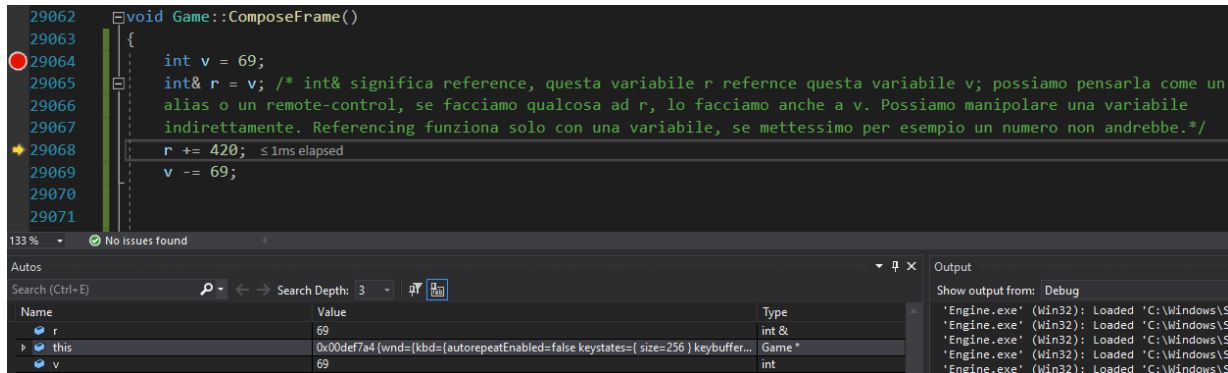 29062 void Game::ComposeFrame()
29063 {
29064 int v = 69;
29065 int& r = v; /* int& significa reference, questa variabile r refernce questa variabile v; possiamo pensarla come un
29066 alias o un remote-control, se facciamo qualcosa ad r, lo facciamo anche a v. Possiamo manipolare una variabile
29067 indirettamente. Referencing funziona solo con una variabile, se mettessimo per esempio un numero non andrebbe.*/
29068 r += 420; ≤ 1ms elapsed
29069 v -= 69;
29070
29071
133 % No issues found
Autos
Output
Search (Ctrl+E) Search Depth: 3
Show output from: Debug
Name Value Type
r 69 int &
this 0x00def7a4 {wnd={kbd={autorepeatEnabled=false keystates={ size=256 } keybuffer... Game *
v 69 int
'Engine.exe' (Win32): Loaded 'C:\Windows\S
'Engine.exe' (Win32): Loaded 'C:\Windows\S
'Engine.exe' (Win32): Loaded 'C:\Windows\S
'Engine.exe' (Win32): Loaded 'C:\Windows\S